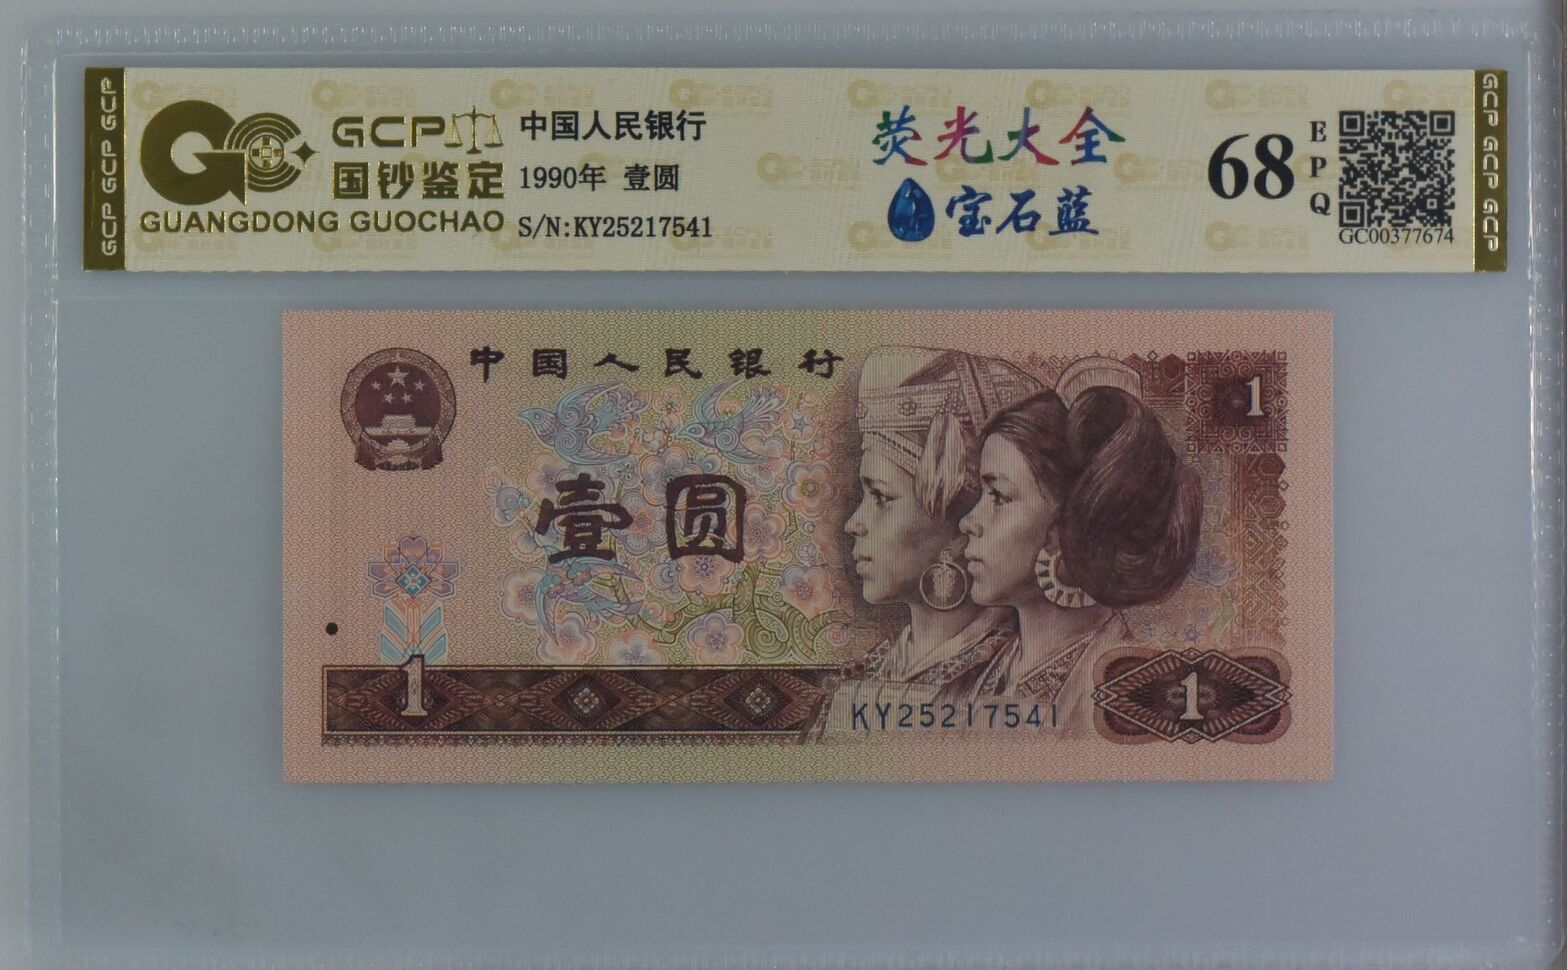 GCP GCP GCP
GCP
国钞鉴定
GUANGDONG GUOCHAO
中国人民银行
1990年 壹圆
S/N:KY25217541
荧光大全
宝石蓝
68
EPQ
GC00377674
GCP GCP GCP
中国人民银行
1
壹圆
1
KY25217541
1